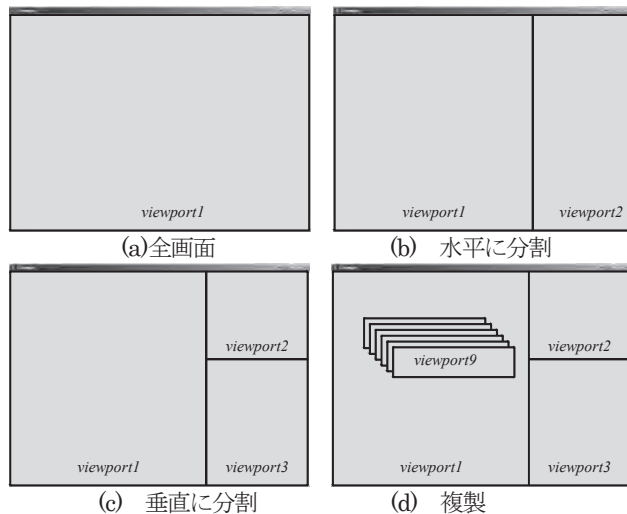 viewport1
(a)全画面
viewport1
viewport2
(b) 水平に分割
viewport2
viewport1
viewport3
(c) 垂直に分割
viewport9
viewport2
viewport1
viewport3
(d) 複製